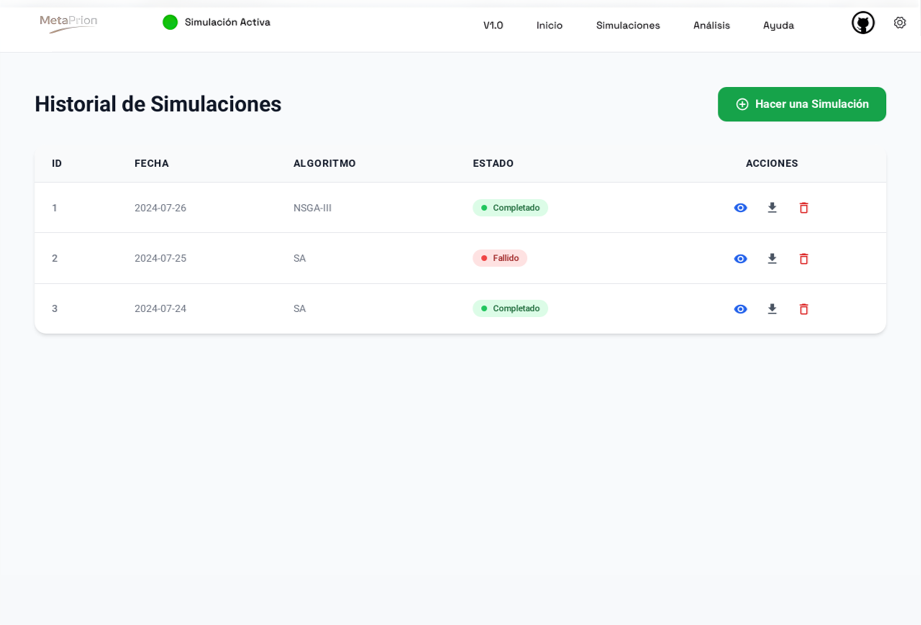 MetaPrion
Simulación Activa
V1.0 Inicio Simulaciones Análisis Ayuda
Historial de Simulaciones
Hacer una Simulación
ID FECHA ALGORITMO ESTADO ACCIONES
1 2024-07-26 NSGA-III Completado
2 2024-07-25 SA Fallido
3 2024-07-24 SA Completado